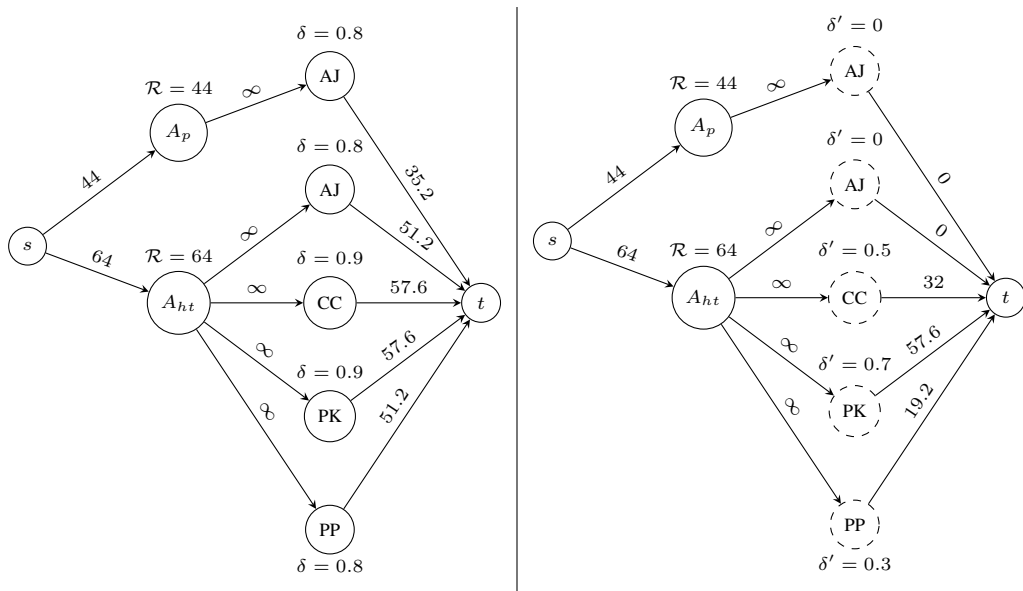 δ = 0.8
AJ
R = 44
∞
A_p
44
35.2
δ = 0.8
AJ
s
64
R = 64
∞
51.2
δ = 0.9
A_ht
∞
CC
57.6
t
∞
δ = 0.9
57.6
PK
∞
51.2
PP
δ = 0.8
δ′ = 0
AJ
R = 44
∞
A_p
44
0
δ′ = 0
AJ
s
64
R = 64
∞
0
δ′ = 0.5
A_ht
∞
CC
32
t
∞
δ′ = 0.7
57.6
PK
∞
19.2
PP
δ′ = 0.3